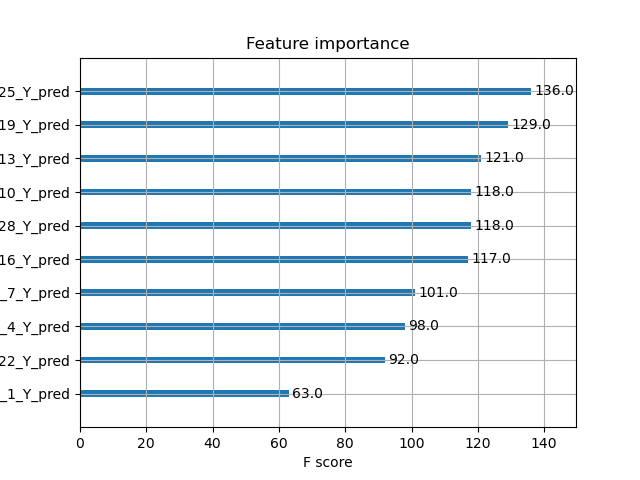 Feature importance
25_Y_pred 136.0
19_Y_pred 129.0
13_Y_pred 121.0
10_Y_pred 118.0
28_Y_pred 118.0
16_Y_pred 117.0
_7_Y_pred 101.0
_4_Y_pred 98.0
22_Y_pred 92.0
_1_Y_pred 63.0
0 20 40 60 80 100 120 140
F score